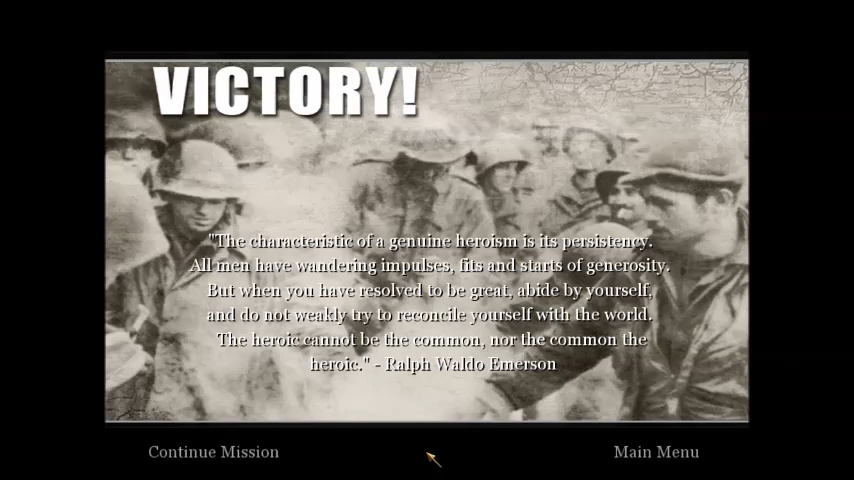 VICTORY!
"The characteristic of a genuine heroism is its persistency.
All men have wandering impulses, fits and starts of generosity.
But when you have resolved to be great, abide by yourself,
and do not weakly try to reconcile yourself with the world.
The heroic cannot be the common, nor the common the
heroic." - Ralph Waldo Emerson
Continue Mission
Main Menu